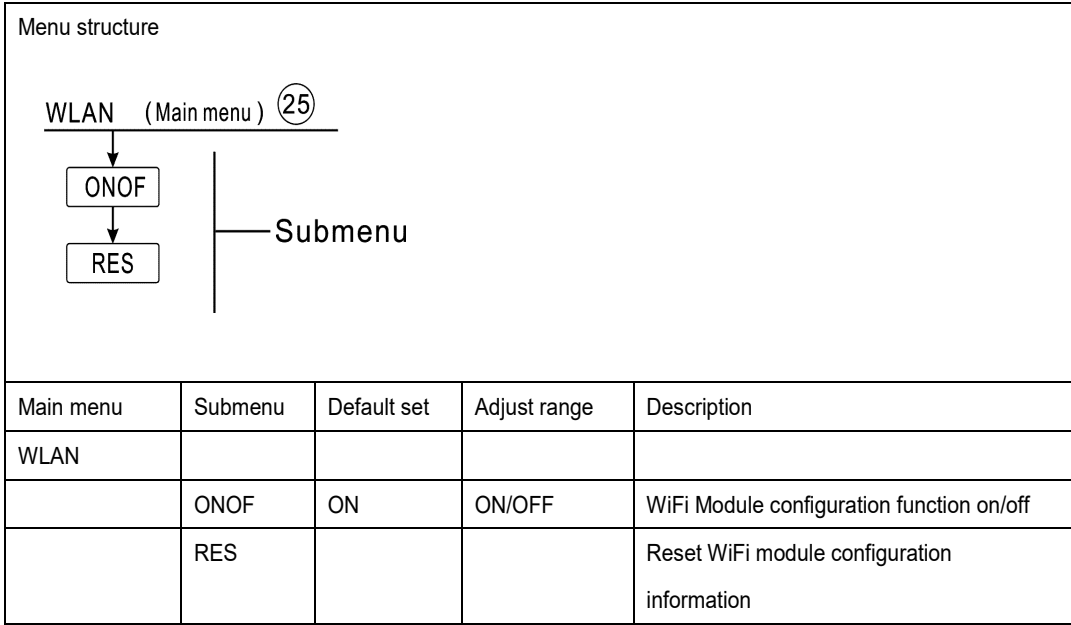 Menu structure
WLAN (Main menu) 25
ONOF
RES
Submenu
Main menu Submenu Default set Adjust range Description
WLAN
ONOF ON ON/OFF WiFi Module configuration function on/off
RES Reset WiFi module configuration
information